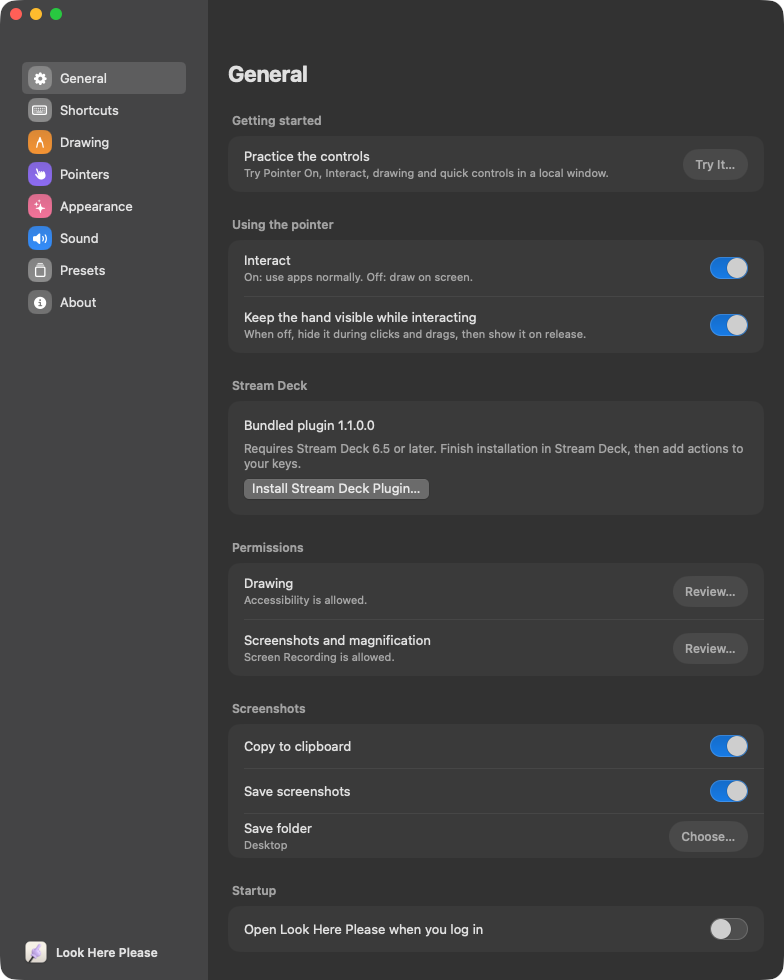 General
Shortcuts
Drawing
Pointers
Appearance
Sound
Presets
About
Look Here Please
General
Getting started
Practice the controls
Try Pointer On, Interact, drawing and quick controls in a local window.
Try It...
Using the pointer
Interact
On: use apps normally. Off: draw on screen.
Keep the hand visible while interacting
When off, hide it during clicks and drags, then show it on release.
Stream Deck
Bundled plugin 1.1.0.0
Requires Stream Deck 6.5 or later. Finish installation in Stream Deck, then add actions to
your keys.
Install Stream Deck Plugin...
Permissions
Drawing
Accessibility is allowed.
Review...
Screenshots and magnification
Screen Recording is allowed.
Review...
Screenshots
Copy to clipboard
Save screenshots
Save folder
Desktop
Choose...
Startup
Open Look Here Please when you log in